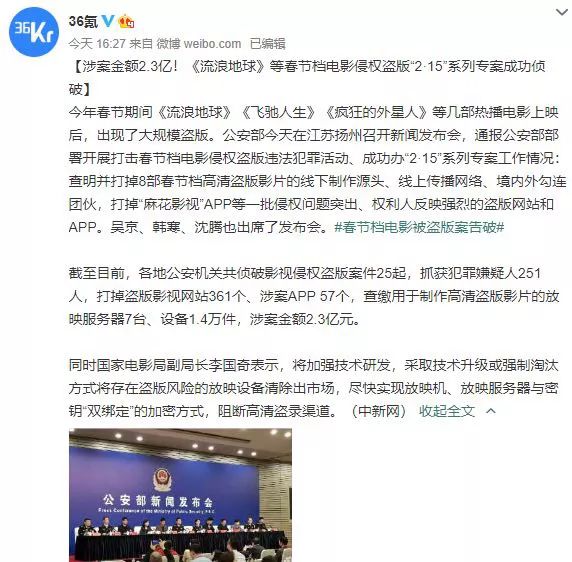 36Kr
36氪
今天 16:27 来自 微博 weibo.com 已编辑
【涉案金额2.3亿！《流浪地球》等春节档电影侵权盗版“2·15”系列专案成功侦
破】
今年春节期间《流浪地球》《飞驰人生》《疯狂的外星人》等几部热播电影上映
后，出现了大规模盗版。公安部今天在江苏扬州召开新闻发布会，通报公安部部
署开展打击春节档电影侵权盗版违法犯罪活动、成功办“2·15”系列专案工作情况：
查明并打掉8部春节档高清盗版影片的线下制作源头、线上传播网络、境内外勾连
团伙，打掉“麻花影视”APP等一批侵权问题突出、权利人反映强烈的盗版网站和
APP。吴京、韩寒、沈腾也出席了发布会。#春节档电影被盗版案告破#
截至目前，各地公安机关共侦破影视侵权盗版案件25起，抓获犯罪嫌疑人251
人，打掉盗版影视网站361个、涉案APP 57个，查缴用于制作高清盗版影片的放
映服务器7台、设备1.4万件，涉案金额2.3亿元。
同时国家电影局副局长李国奇表示，将加强技术研发，采取技术升级或强制淘汰
方式将存在盗版风险的放映设备清除出市场，尽快实现放映机、放映服务器与密
钥“双绑定”的加密方式，阻断高清盗录渠道。（中新网） 收起全文
公安部新闻发布会
Press Conference of the Ministry of Public Security, P.R.C